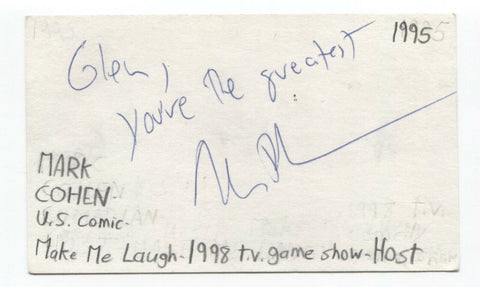 1995
Glen,
you're the greatest
MARK
COHEN-
U.S. Comic-
Make Me Laugh-1998 t.v. game show-Host